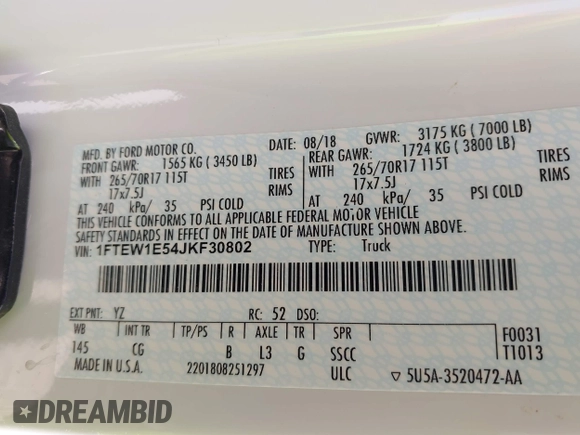 MFD. BY FORD MOTOR CO.
DATE: 08/18 GVWR: 3175 KG ( 7000 LB)
FRONT GAWR: 1565 KG ( 3450 LB) REAR GAWR: 1724 KG ( 3800 LB)
WITH 265/70R17 115T TIRES WITH 265/70R17 115T TIRES
17x7.5J RIMS 17x7.5J RIMS
AT 240 kPa/ 35 PSI COLD AT 240 kPa/ 35 PSI COLD
THIS VEHICLE CONFORMS TO ALL APPLICABLE FEDERAL MOTOR VEHICLE
SAFETY STANDARDS IN EFFECT ON THE DATE OF MANUFACTURE SHOWN ABOVE.
VIN: 1FTEW1E54JKF30802 TYPE: Truck
EXT PNT: YZ RC: 52 DSO:
WB INT TR TP/PS R AXLE TR SPR F0031
145 CG B L3 G SSCC T1013
MADE IN U.S.A. 2201808251297 ULC ▽ 5U5A-3520472-AA
DREAMBID
DREAMBID